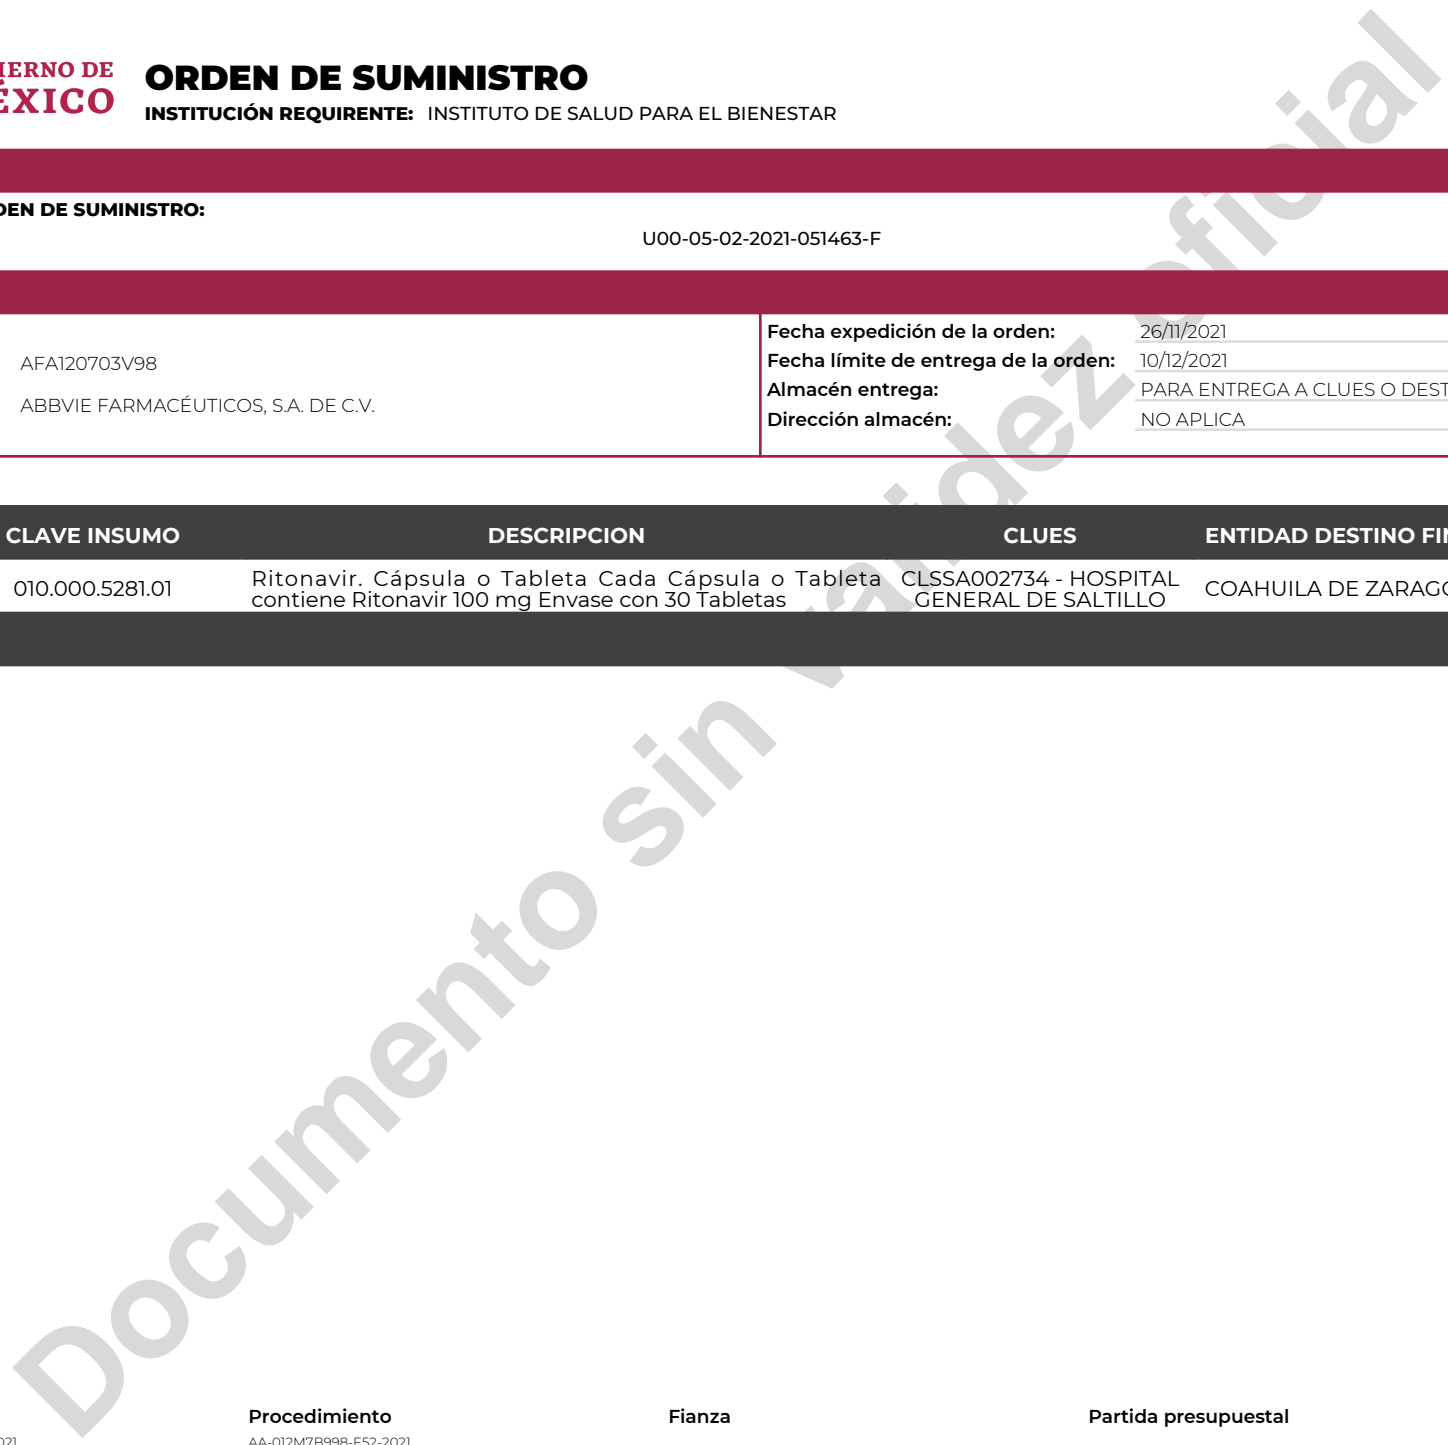 IERNO DE
ÉXICO
ORDEN DE SUMINISTRO
INSTITUCIÓN REQUIRENTE: INSTITUTO DE SALUD PARA EL BIENESTAR
DEN DE SUMINISTRO:
U00-05-02-2021-051463-F
AFA120703V98
ABBVIE FARMACÉUTICOS, S.A. DE C.V.
Fecha expedición de la orden: 26/11/2021
Fecha límite de entrega de la orden: 10/12/2021
Almacén entrega: PARA ENTREGA A CLUES O DEST
Dirección almacén: NO APLICA
CLAVE INSUMO DESCRIPCION CLUES ENTIDAD DESTINO FIN
010.000.5281.01
Ritonavir. Cápsula o Tableta Cada Cápsula o Tableta
contiene Ritonavir 100 mg Envase con 30 Tabletas
CLSSA002734 - HOSPITAL
GENERAL DE SALTILLO
COAHUILA DE ZARAGO
Documento sin validez oficial
Procedimiento Fianza Partida presupuestal
021 AA-012M7B998-E52-2021